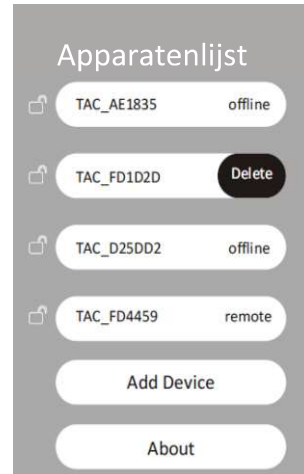 Apparatenlijst
TAC_AE1835 offline
TAC_FD1D2D Delete
TAC_D25DD2 offline
TAC_FD4459 remote
Add Device
About